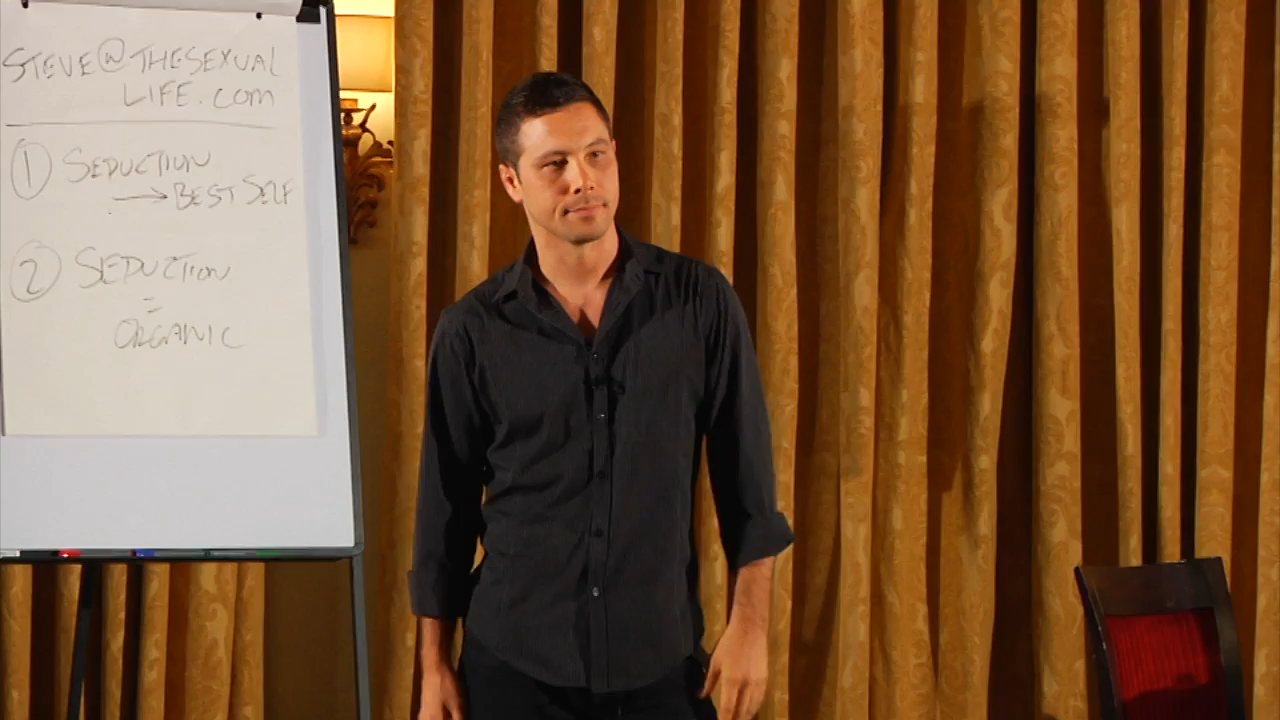 STEVE@THESEXUAL
LIFE.COM
① SEDUCTION
→ BEST SELF
② SEDUCTION
=
ORGANIC